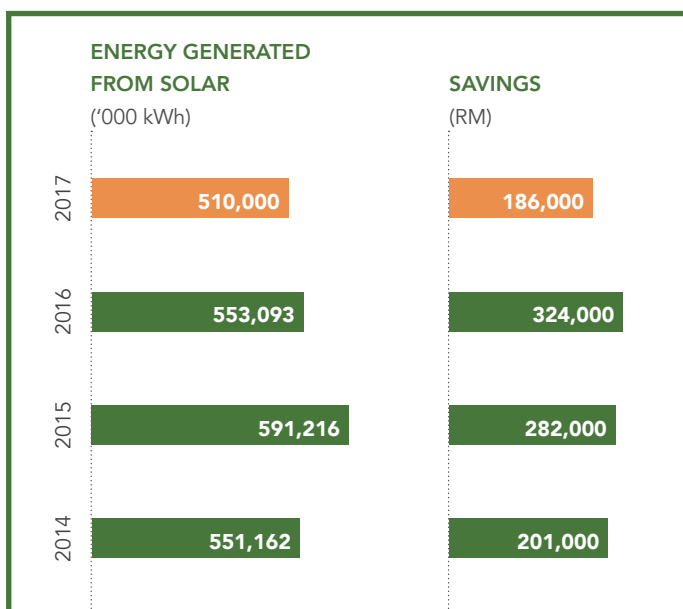 ENERGY GENERATED
FROM SOLAR
(‘000 kWh)
SAVINGS
(RM)
2017
510,000
186,000
2016
553,093
324,000
2015
591,216
282,000
2014
551,162
201,000